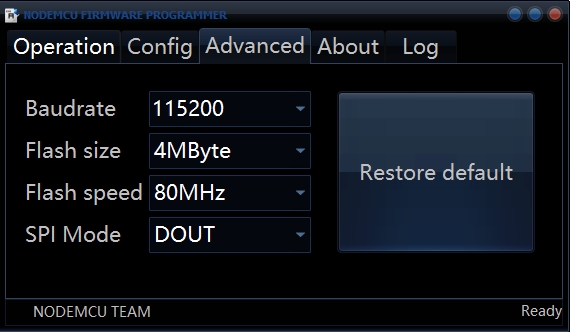 NODEMCU FIRMWARE PROGRAMMER
Operation Config Advanced About Log
Baudrate 115200
Flash size 4MByte
Flash speed 80MHz
SPI Mode DOUT
Restore default
NODEMCU TEAM Ready